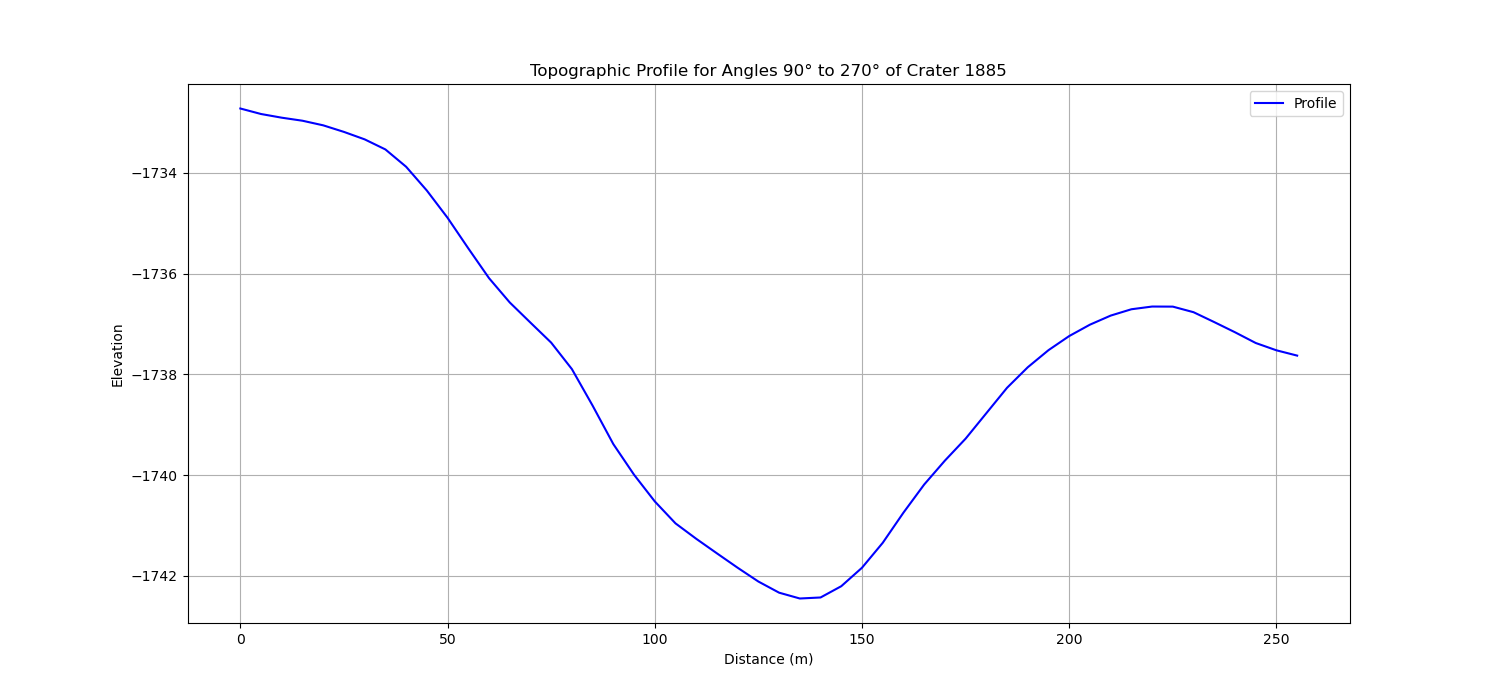 Topographic Profile for Angles 90° to 270° of Crater 1885
Profile
−1734
−1736
−1738
−1740
−1742
Elevation
0 50 100 150 200 250
Distance (m)